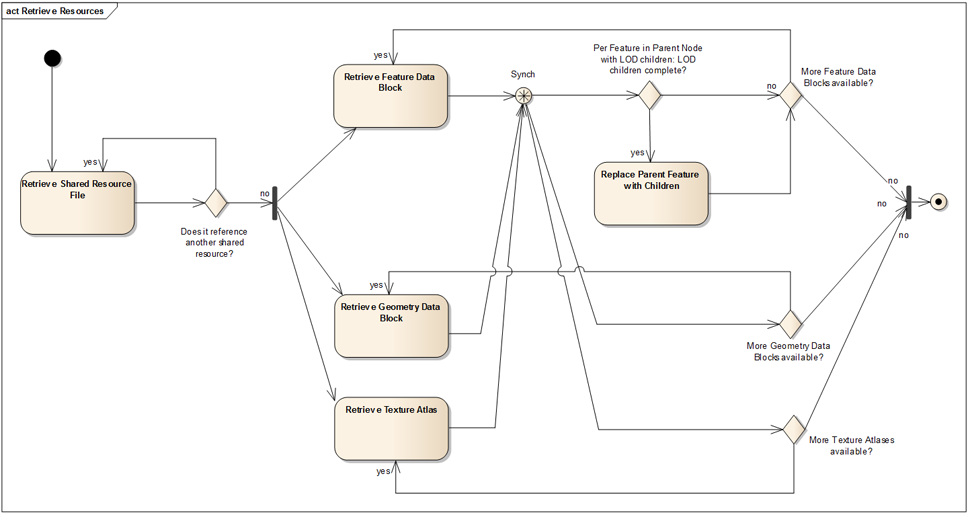 act Retrieve Resources
yes
Retrieve Shared Resource
File
Does it reference
another shared
resource?
no
yes
Retrieve Feature Data
Block
Synch
Per Feature in Parent Node
with LOD children: LOD
children complete?
no
More Feature Data
Blocks available?
yes
Replace Parent Feature
with Children
no
no
no
yes
Retrieve Geometry Data
Block
More Geometry Data
Blocks available?
Retrieve Texture Atlas
yes
More Texture Atlases
available?